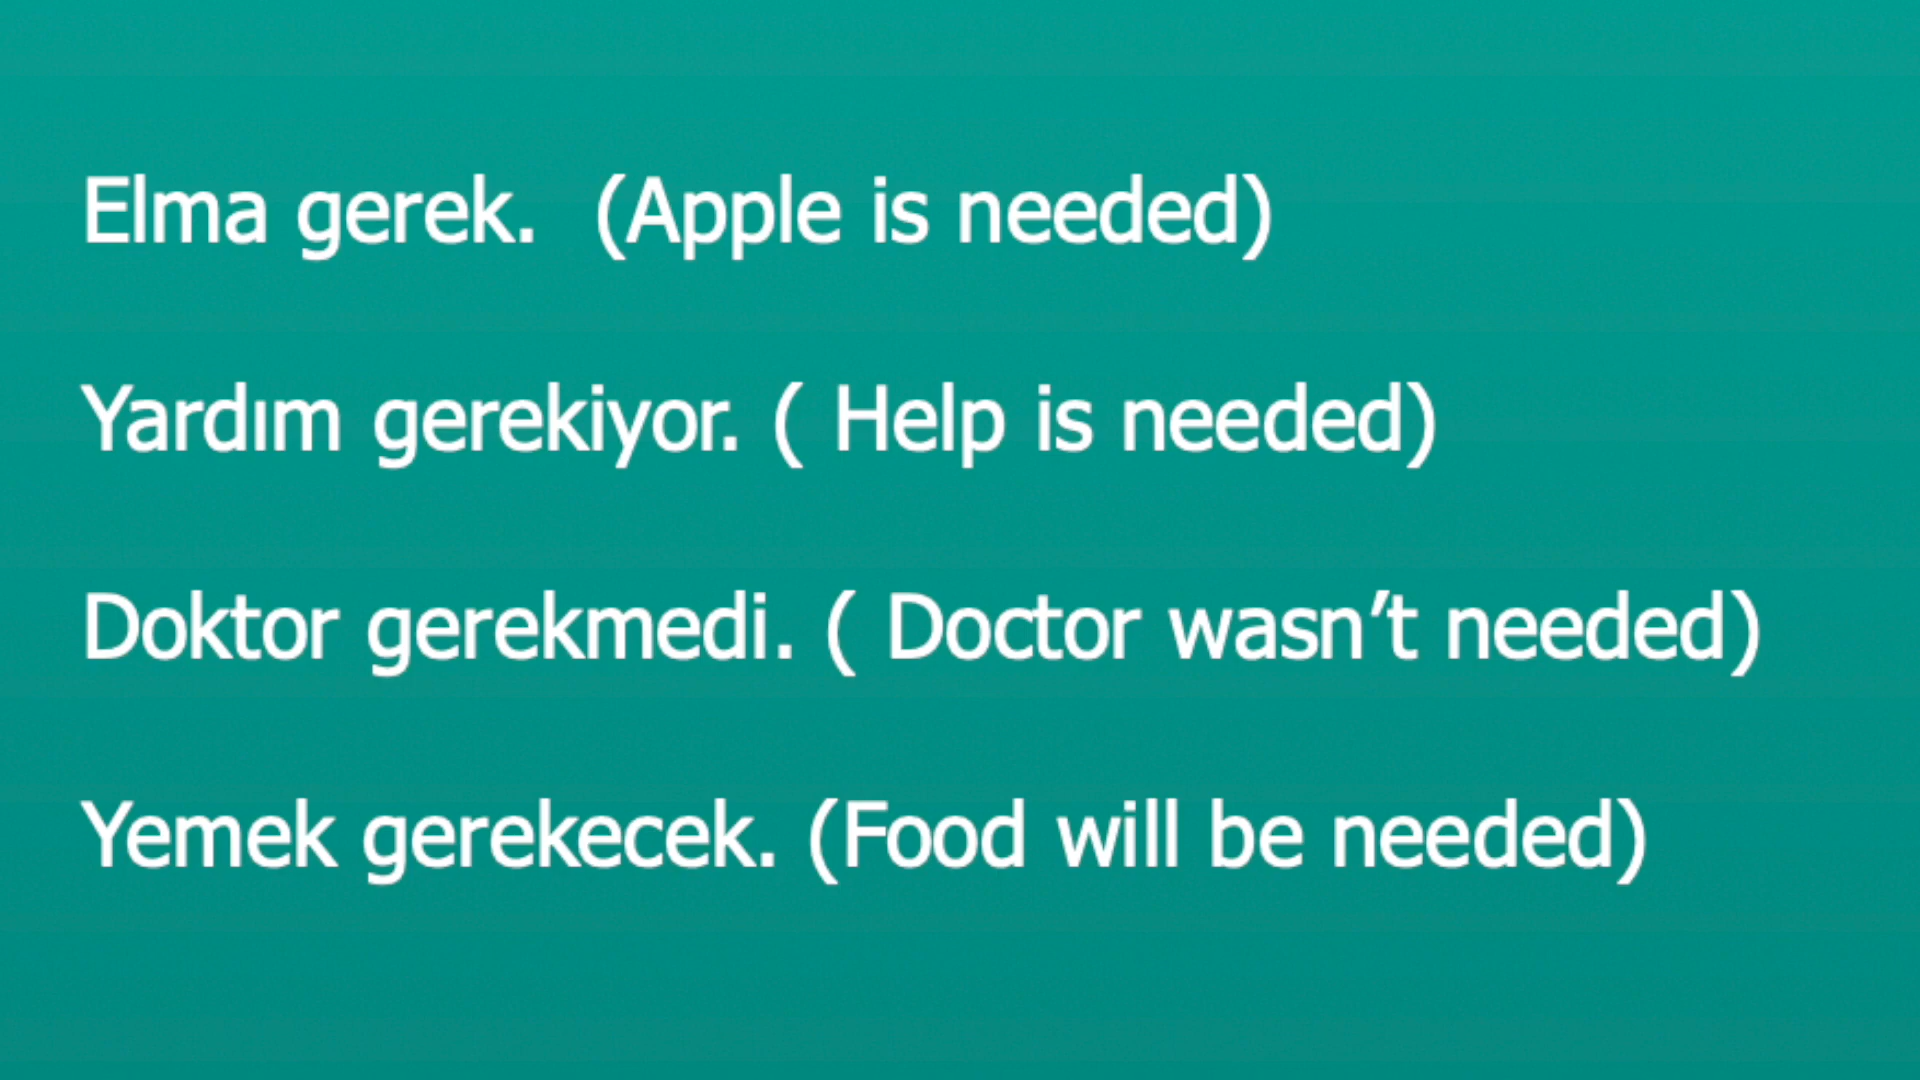 Elma gerek.  (Apple is needed)
Yardım gerekiyor. ( Help is needed)
Doktor gerekmedi. ( Doctor wasn’t needed)
Yemek gerekecek. (Food will be needed)